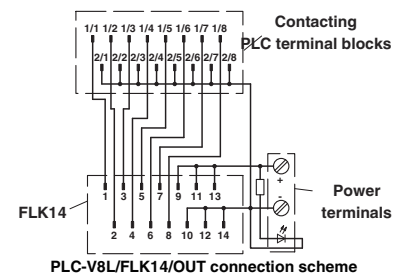 Contacting
PLC terminal blocks
1/1 1/2 1/3 1/4 1/5 1/6 1/7 1/8
2/1 2/2 2/3 2/4 2/5 2/6 2/7 2/8
1 3 5 7 9 11 13
+
-
FLK14
Power
terminals
2 4 6 8 10 12 14
PLC-V8L/FLK14/OUT connection scheme